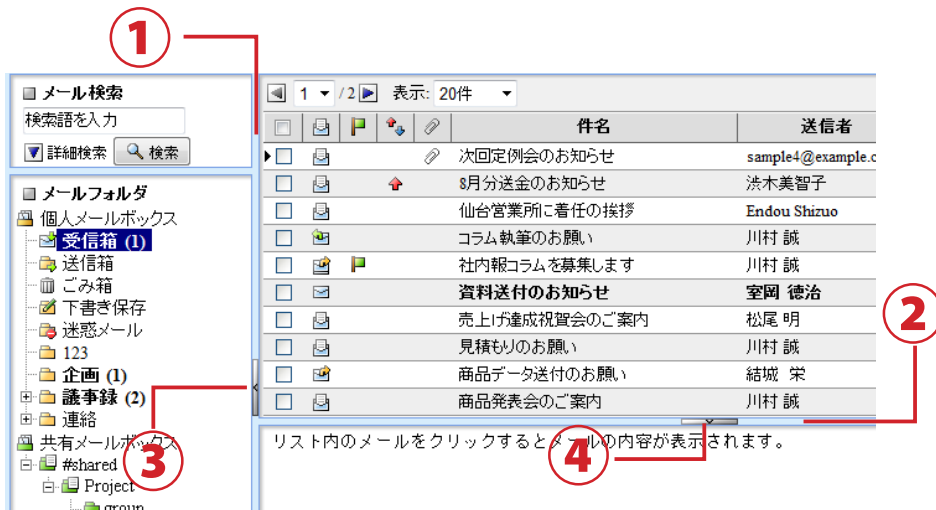 1
メール検索
検索語を入力
詳細検索 検索
メールフォルダ
個人メールボックス
受信箱 (1)
送信箱
ごみ箱
下書き保存
迷惑メール
123
企画 (1)
議事録 (2)
連絡
共有メールボックス
#shared
Project
group
3
1 /2 表示: 20件
件名 送信者
次回定例会のお知らせ sample4@example.c
8月分送金のお知らせ 渋木美智子
仙台営業所に着任の挨拶 Endou Shizuo
コラム執筆のお願い 川村 誠
社内報コラムを募集します 川村 誠
資料送付のお知らせ 室岡 徳治
売上げ達成祝賀会のご案内 松尾 明
見積もりのお願い 川村 誠
商品データ送付のお願い 結城 栄
商品発表会のご案内 川村 誠
2
リスト内のメールをクリックするとメールの内容が表示されます。
4